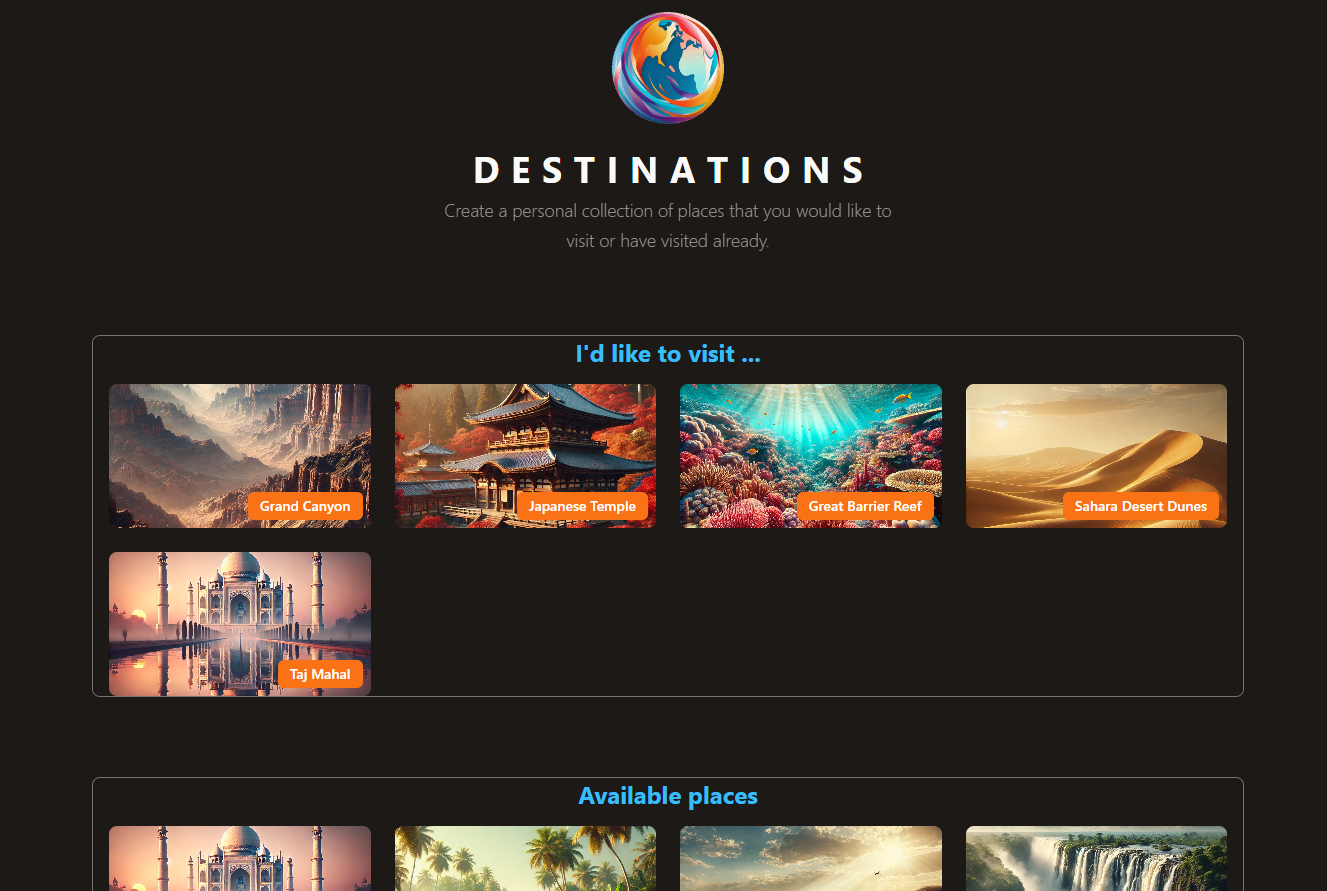 DESTINATIONS
Create a personal collection of places that you would like to
visit or have visited already.
I'd like to visit ...
Grand Canyon
Japanese Temple
Great Barrier Reef
Sahara Desert Dunes
Taj Mahal
Available places